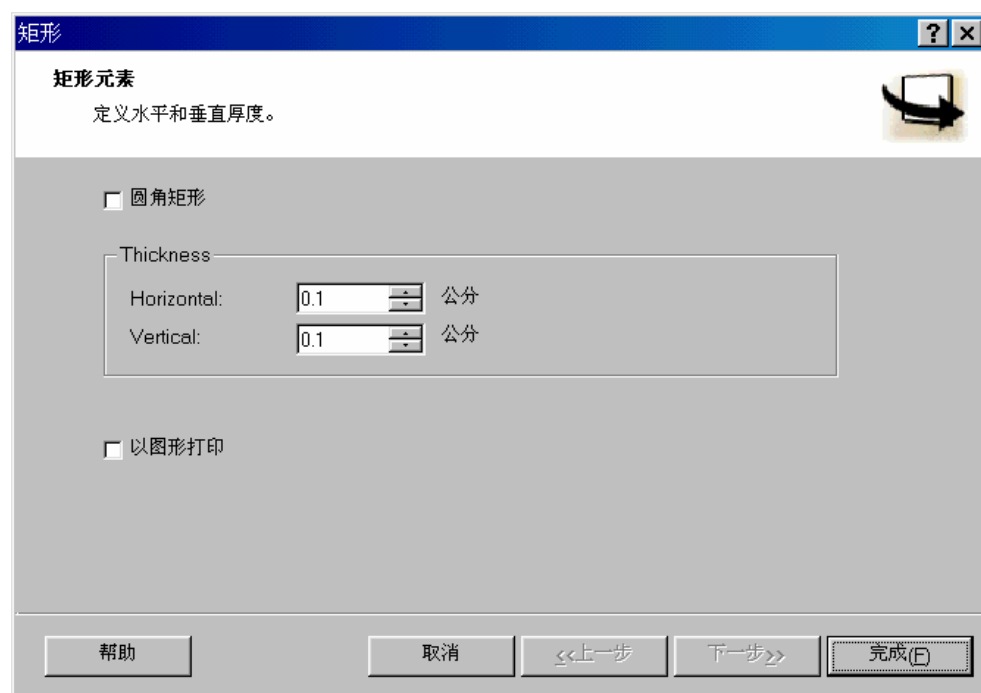 矩形
矩形元素
定义水平和垂直厚度。
圆角矩形
Thickness
Horizontal: 0.1 公分
Vertical: 0.1 公分
以图形打印
帮助 取消 <<上一步 下一步>> 完成(F)